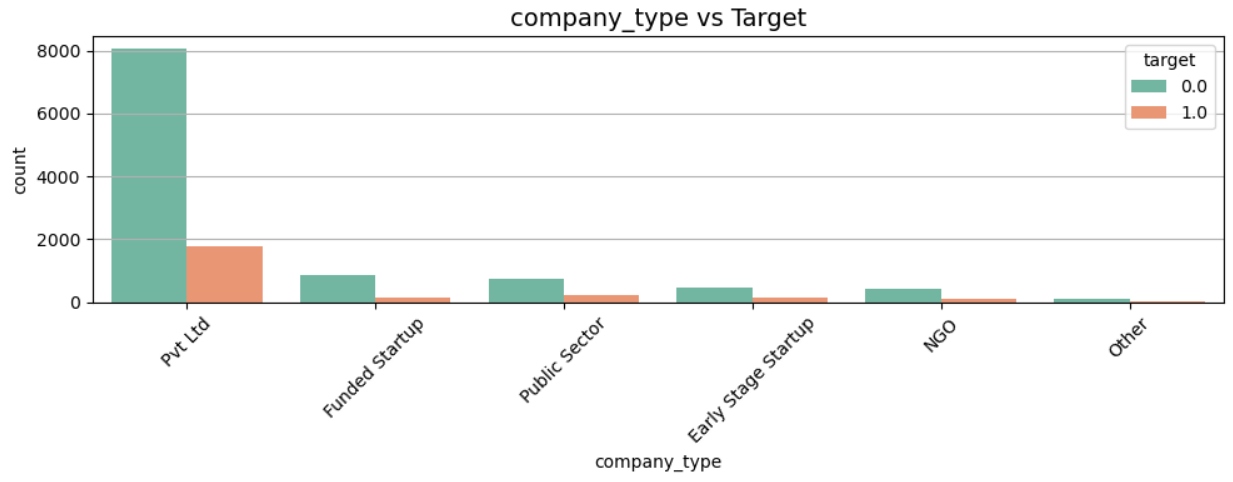 company_type vs Target
target
0.0
1.0
count
8000
6000
4000
2000
0
Pvt Ltd
Funded Startup
Public Sector
Early Stage Startup
NGO
Other
company_type